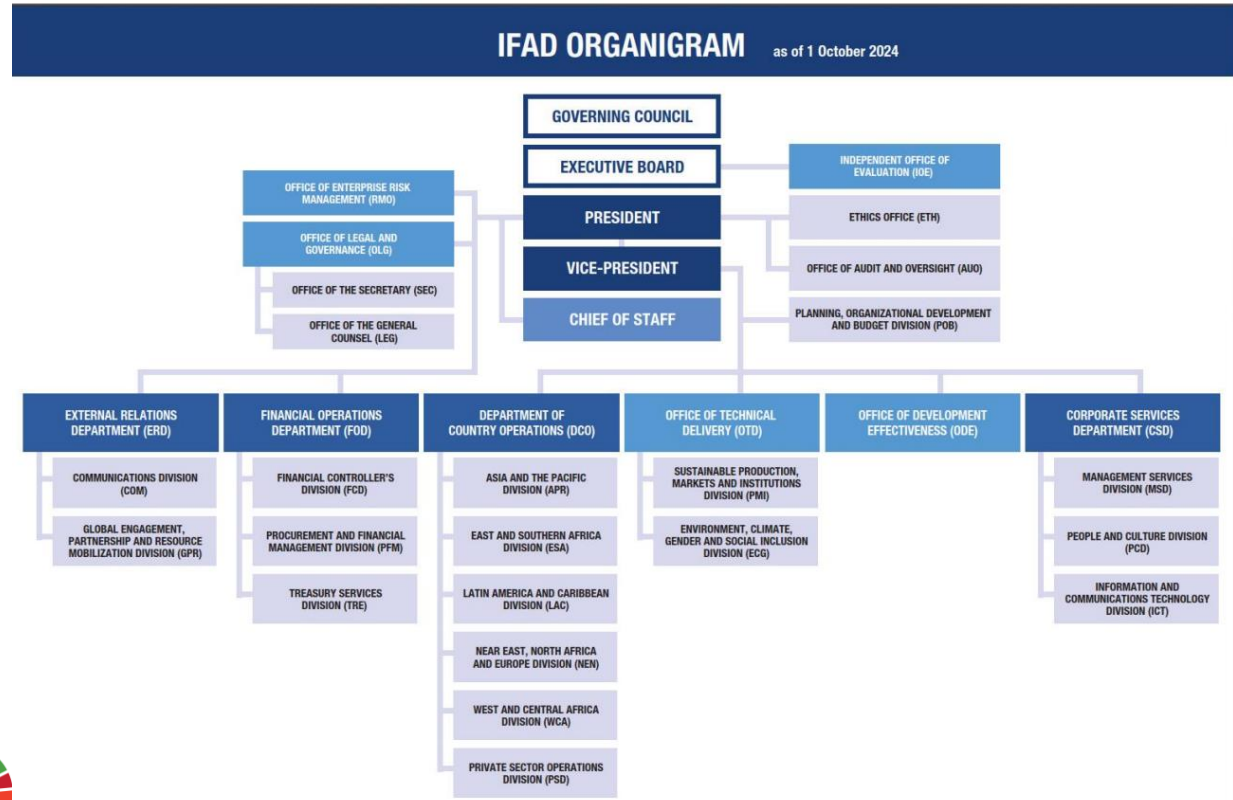 IFAD ORGANIGRAM as of 1 October 2024
GOVERNING COUNCIL
EXECUTIVE BOARD
INDEPENDENT OFFICE OF
EVALUATION (IOE)
OFFICE OF ENTERPRISE RISK
MANAGEMENT (RMO)
PRESIDENT
ETHICS OFFICE (ETH)
OFFICE OF LEGAL AND
GOVERNANCE (OLG)
VICE-PRESIDENT
OFFICE OF AUDIT AND OVERSIGHT (AUO)
OFFICE OF THE SECRETARY (SEC)
CHIEF OF STAFF
PLANNING, ORGANIZATIONAL DEVELOPMENT
AND BUDGET DIVISION (POB)
OFFICE OF THE GENERAL
COUNSEL (LEG)
EXTERNAL RELATIONS
DEPARTMENT (ERD)
COMMUNICATIONS DIVISION
(COM)
GLOBAL ENGAGEMENT,
PARTNERSHIP AND RESOURCE
MOBILIZATION DIVISION (GPR)
FINANCIAL OPERATIONS
DEPARTMENT (FOD)
FINANCIAL CONTROLLER'S
DIVISION (FCD)
PROCUREMENT AND FINANCIAL
MANAGEMENT DIVISION (PFM)
TREASURY SERVICES
DIVISION (TRE)
DEPARTMENT OF
COUNTRY OPERATIONS (DCO)
ASIA AND THE PACIFIC
DIVISION (APR)
EAST AND SOUTHERN AFRICA
DIVISION (ESA)
LATIN AMERICA AND CARIBBEAN
DIVISION (LAC)
NEAR EAST, NORTH AFRICA
AND EUROPE DIVISION (NEN)
WEST AND CENTRAL AFRICA
DIVISION (WCA)
PRIVATE SECTOR OPERATIONS
DIVISION (PSD)
OFFICE OF TECHNICAL
DELIVERY (OTD)
SUSTAINABLE PRODUCTION,
MARKETS AND INSTITUTIONS
DIVISION (PMI)
ENVIRONMENT, CLIMATE,
GENDER AND SOCIAL INCLUSION
DIVISION (ECG)
OFFICE OF DEVELOPMENT
EFFECTIVENESS (ODE)
CORPORATE SERVICES
DEPARTMENT (CSD)
MANAGEMENT SERVICES
DIVISION (MSD)
PEOPLE AND CULTURE DIVISION
(PCD)
INFORMATION AND
COMMUNICATIONS TECHNOLOGY
DIVISION (ICT)